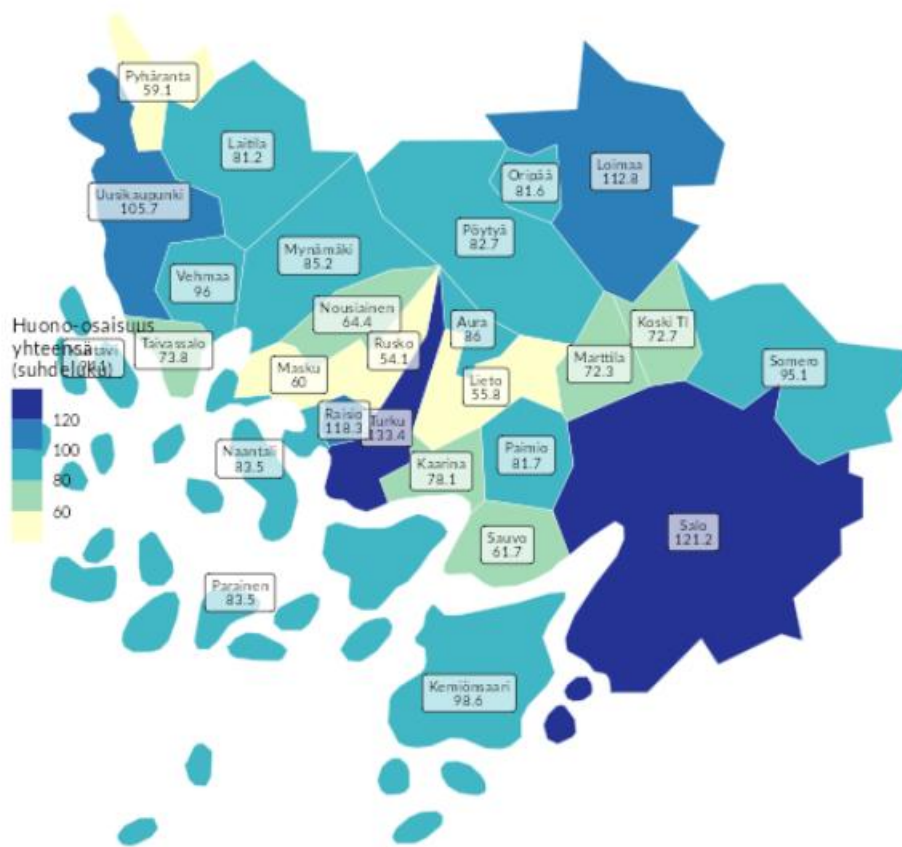 Pyhäranta
59.1
Laitila
81.2
Loimaa
112.8
Oripää
81.6
Uusikaupunki
105.7
Pöytyä
82.7
Mynämäki
85.2
Vehmaa
96
Nousiainen
64.4
Aura
86
Koski Tl
72.7
Huono-osaisuus
yhteensä
(suhdeluku)
Taivassalo
73.8
Rusko
54.1
Marttila
72.3
Somero
95.1
Masku
60
Lieto
55.8
120
100
80
60
Raisio
118.3
Turku
133.4
Naantali
83.5
Kaarina
78.1
Paimio
81.7
Sauvo
61.7
Salo
121.2
Parainen
83.5
Kemiönsaari
98.6